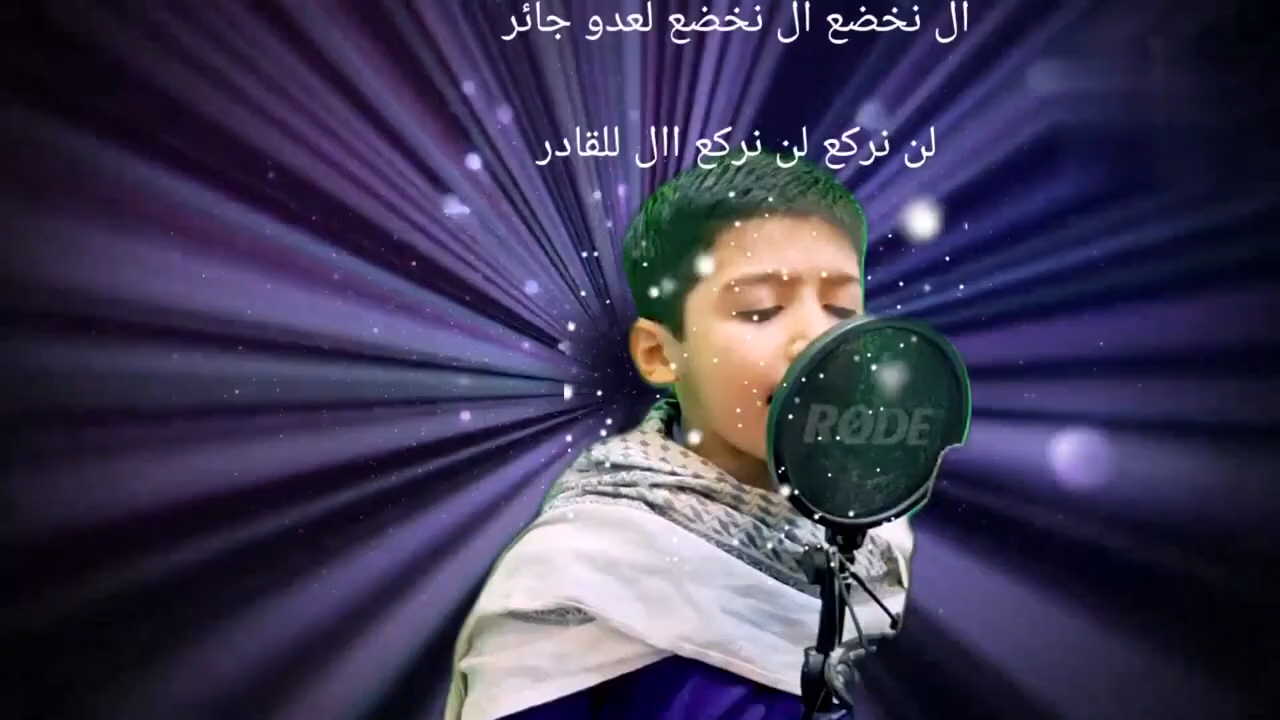 ال نخضع ال نخضع لعدو جائر
لن نركع لن نركع اال للقادر
RØDE